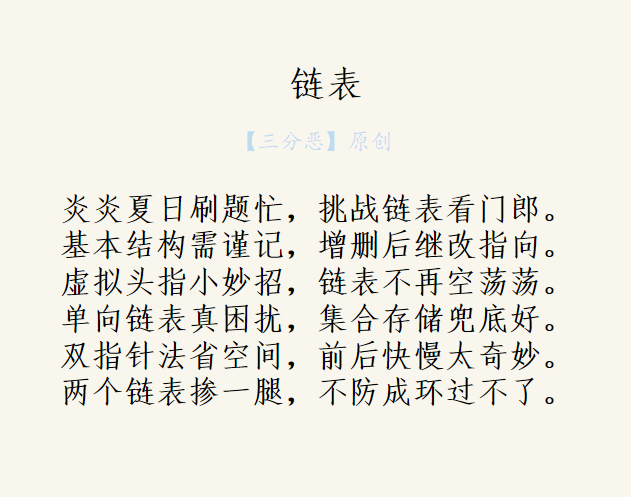 链表
【三分恶】原创
炎炎夏日刷题忙，挑战链表看门郎。
基本结构需谨记，增删后继改指向。
虚拟头指小妙招，链表不再空荡荡。
单向链表真困扰，集合存储兜底好。
双指针法省空间，前后快慢太奇妙。
两个链表掺一腿，不防成环过不了。